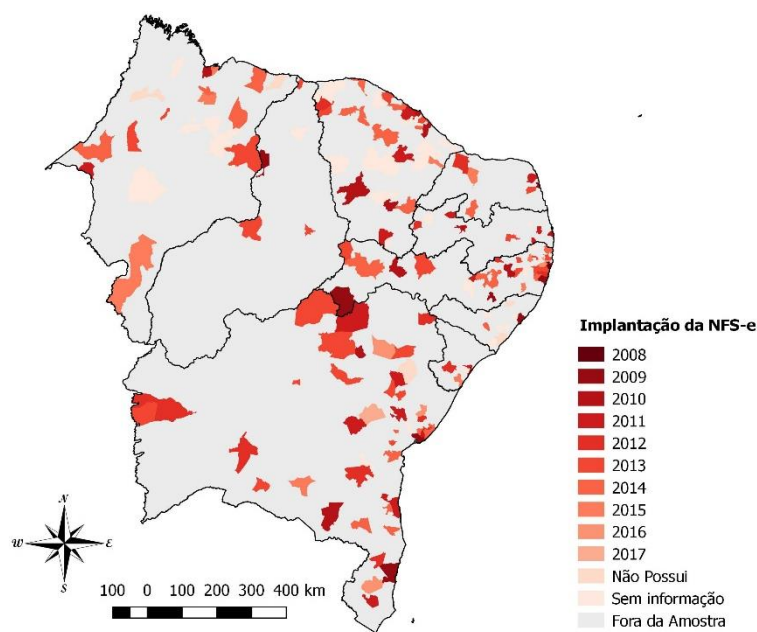 Implantação da NFS-e
2008
2009
2010
2011
2012
2013
2014
2015
2016
2017
Não Possui
Sem informação
Fora da Amostra
N
W
E
S
100 0 100 200 300 400 km